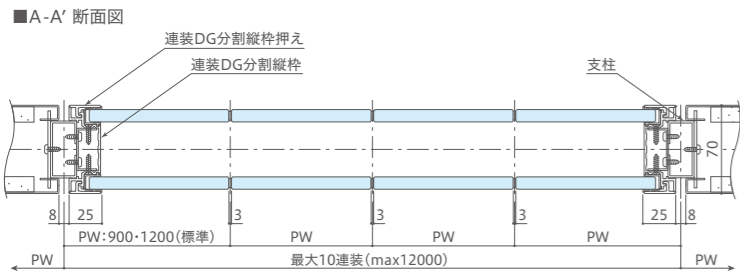 ■A-A’ 断面図
連装DG分割縦枠押え
連装DG分割縦枠
支柱
70
8 25 3 3 3 25 8
PW:900・1200(標準) PW PW PW
PW 最大10連装(max12000) PW